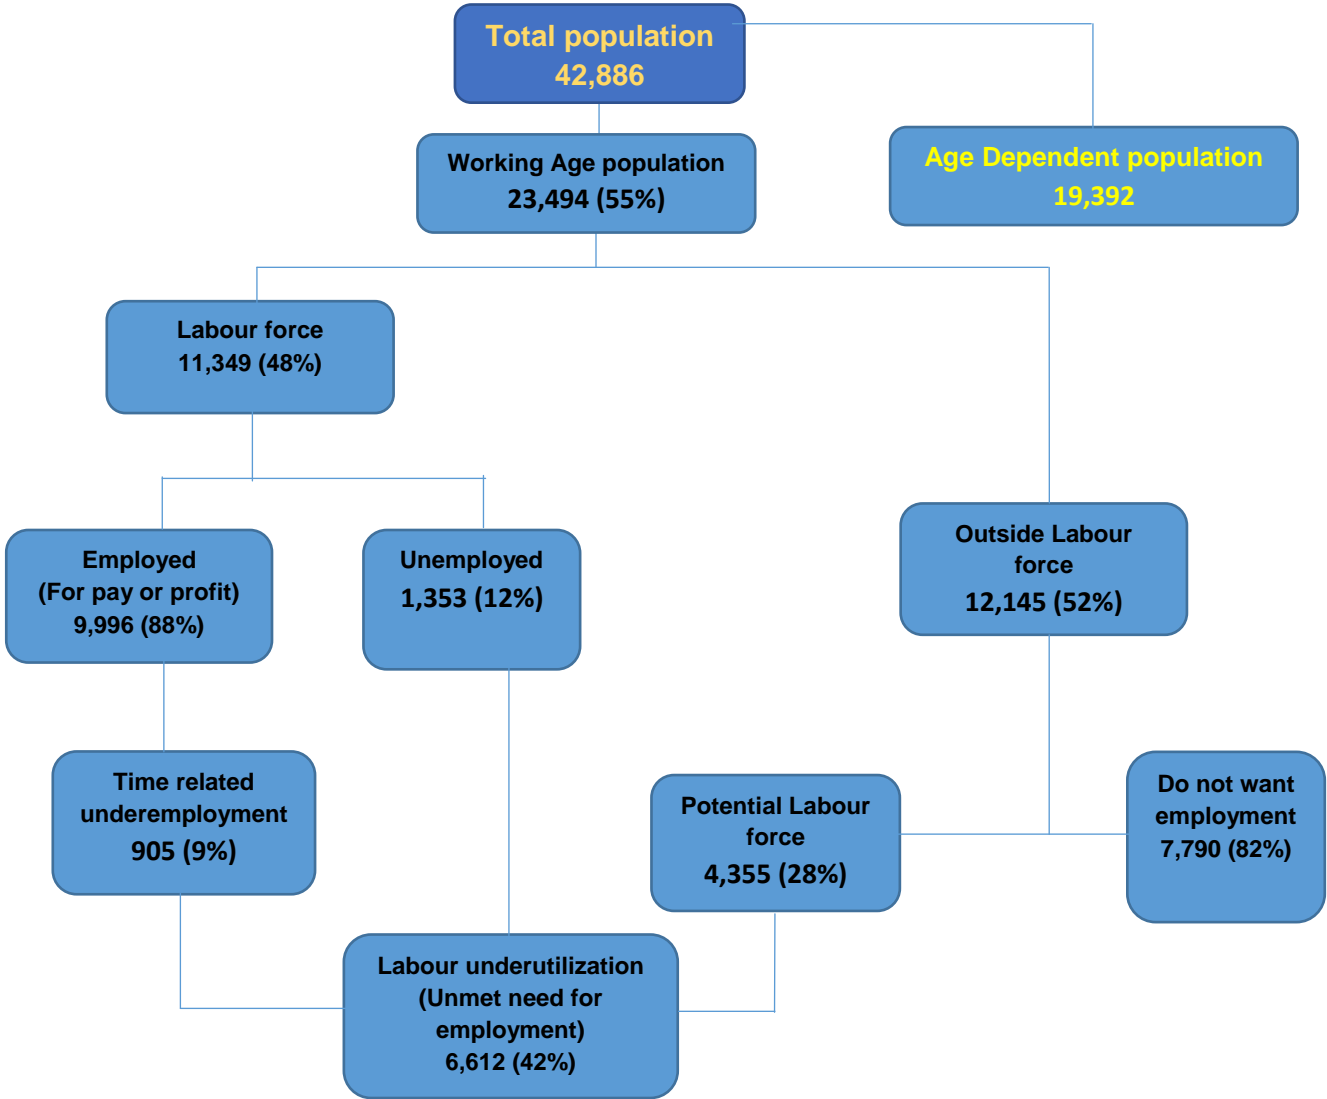 Total population
42,886
Working Age population
23,494 (55%)
Age Dependent population
19,392
Labour force
11,349 (48%)
Employed
(For pay or profit)
9,996 (88%)
Unemployed
1,353 (12%)
Outside Labour
force
12,145 (52%)
Time related
underemployment
905 (9%)
Potential Labour
force
4,355 (28%)
Do not want
employment
7,790 (82%)
Labour underutilization
(Unmet need for
employment)
6,612 (42%)